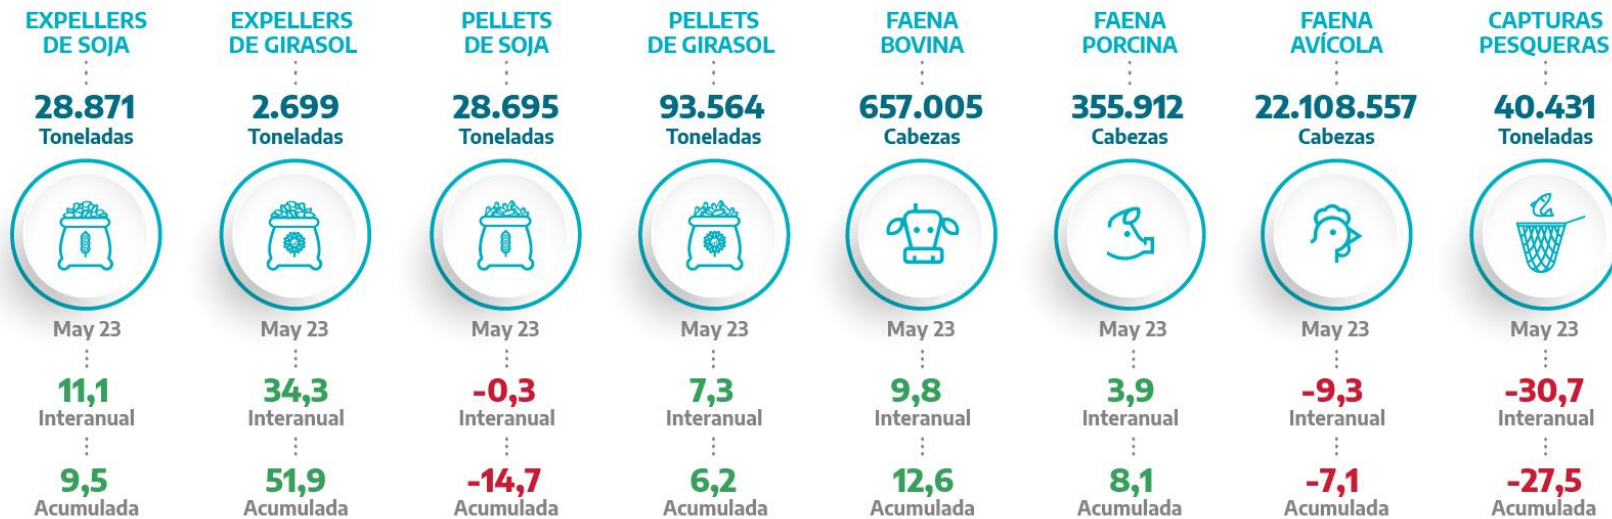 EXPELLERS
DE SOJA
28.871
Toneladas
May 23
11,1
Interanual
9,5
Acumulada
EXPELLERS
DE GIRASOL
2.699
Toneladas
May 23
34,3
Interanual
51,9
Acumulada
PELLETS
DE SOJA
28.695
Toneladas
May 23
-0,3
Interanual
-14,7
Acumulada
PELLETS
DE GIRASOL
93.564
Toneladas
May 23
7,3
Interanual
6,2
Acumulada
FAENA
BOVINA
657.005
Cabezas
May 23
9,8
Interanual
12,6
Acumulada
FAENA
PORCINA
355.912
Cabezas
May 23
3,9
Interanual
8,1
Acumulada
FAENA
AVÍCOLA
22.108.557
Cabezas
May 23
-9,3
Interanual
-7,1
Acumulada
CAPTURAS
PESQUERAS
40.431
Toneladas
May 23
-30,7
Interanual
-27,5
Acumulada